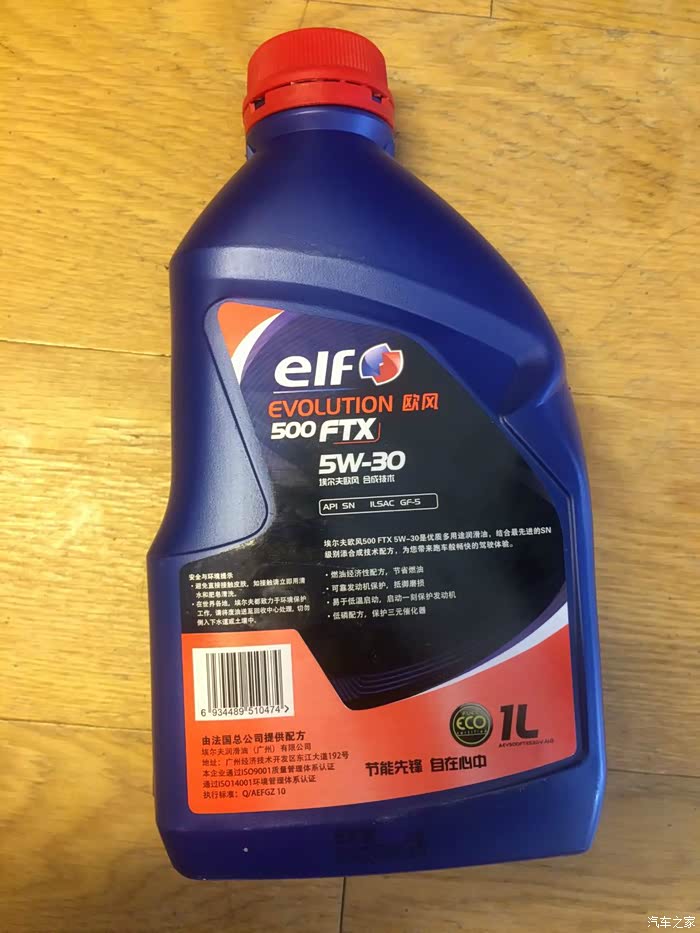 elf
EVOLUTION 欧风
500 FTX
5W-30
埃尔夫欧风 合成技术
API SN ILSAC GF-5
埃尔夫欧风500 FTX 5W-30是优质多用途润滑油，结合最先进的SN
级别添合成技术配方，为您带来跑车般畅快的驾驶体验。
• 燃油经济性配方，节省燃油
• 可靠发动机保护，抵御磨损
• 易于低温启动，启动一刻保护发动机
• 低磷配方，保护三元催化器
安全与环境提示
• 避免直接接触皮肤，如接触请立即用清
水和肥皂清洗。
• 在世界各地，埃尔夫都致力于环境保护
工作，请将废油送至回收中心处理，切勿
倒入下水道或土壤中。
6 934489 510474 >
由法国总公司提供配方
埃尔夫润滑油（广州）有限公司
地址：广州经济技术开发区东江大道192号
本企业通过ISO9001质量管理体系认证
通过ISO14001环境管理体系认证
执行标准：Q/AEFGZ 10
ECO
1L
节能先锋 自在心中
汽车之家